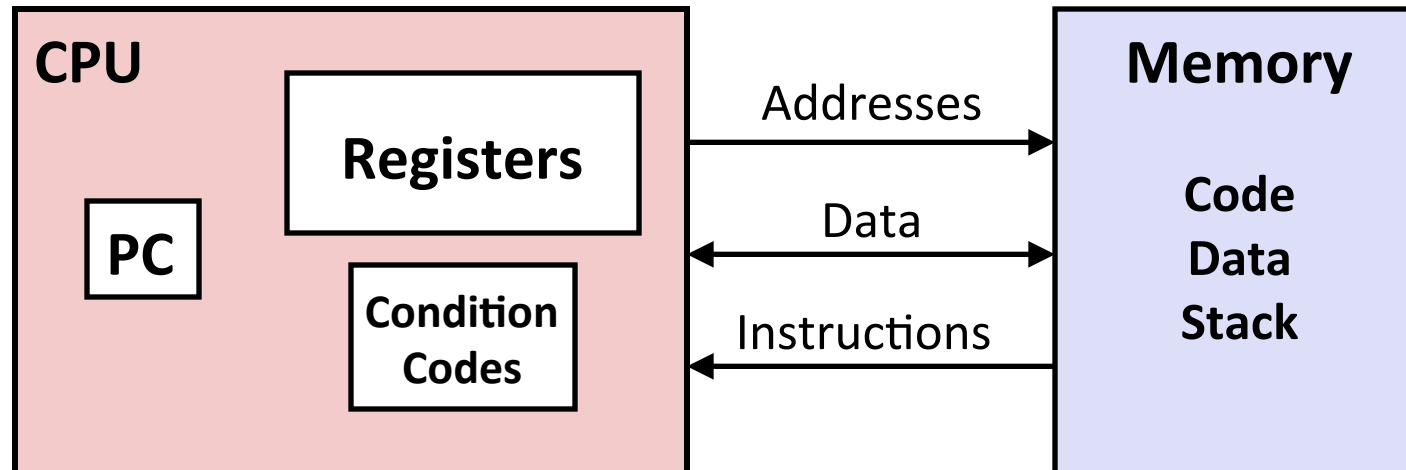 CPU
Registers
PC
Condition
Codes
Addresses
Data
Instructions
Memory
Code
Data
Stack